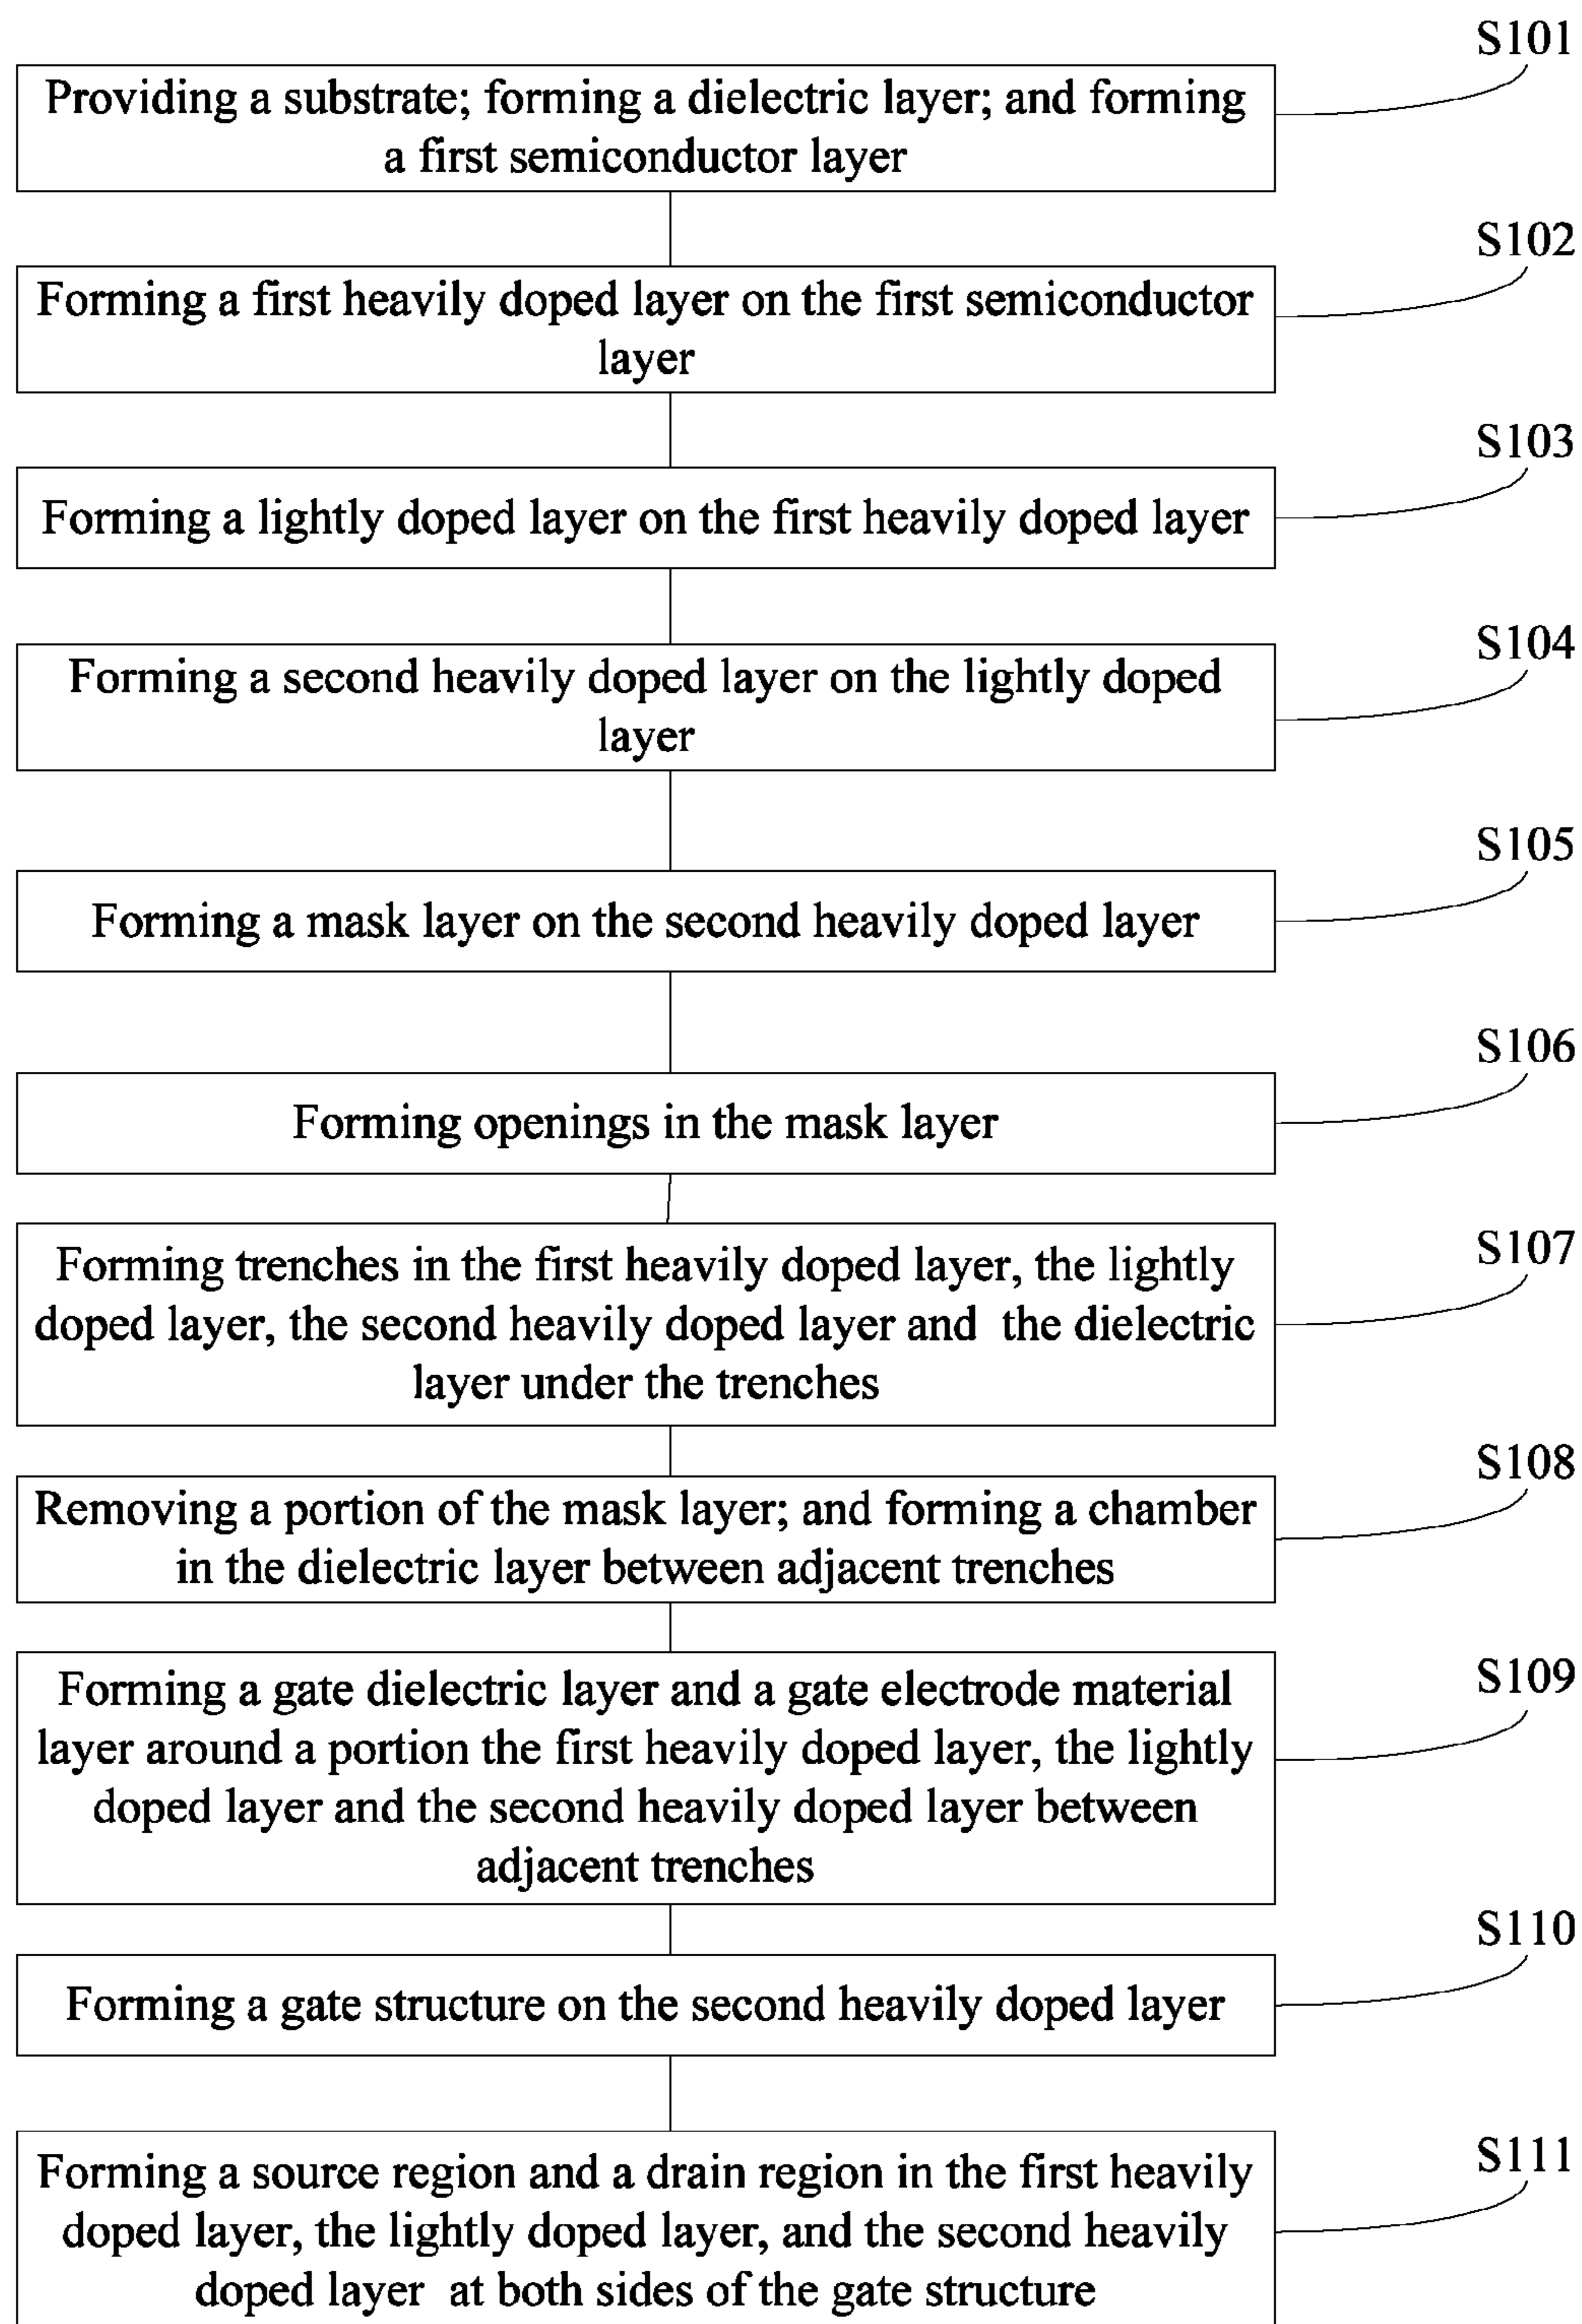 S101
Providing a substrate; forming a dielectric layer; and forming
a first semiconductor layer
S102
Forming a first heavily doped layer on the first semiconductor
layer
S103
Forming a lightly doped layer on the first heavily doped layer
S104
Forming a second heavily doped layer on the lightly doped
layer
S105
Forming a mask layer on the second heavily doped layer
S106
Forming openings in the mask layer
S107
Forming trenches in the first heavily doped layer, the lightly
doped layer, the second heavily doped layer and the dielectric
layer under the trenches
S108
Removing a portion of the mask layer; and forming a chamber
in the dielectric layer between adjacent trenches
S109
Forming a gate dielectric layer and a gate electrode material
layer around a portion the first heavily doped layer, the lightly
doped layer and the second heavily doped layer between
adjacent trenches
S110
Forming a gate structure on the second heavily doped layer
S111
Forming a source region and a drain region in the first heavily
doped layer, the lightly doped layer, and the second heavily
doped layer at both sides of the gate structure